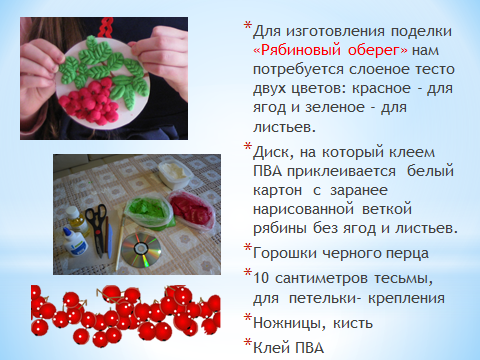 * Для изготовления поделки
«Рябиновый оберег» нам
потребуется слоеное тесто
двух цветов: красное - для
ягод и зеленое - для
листьев.
* Диск, на который клеем
ПВА приклеивается белый
картон с заранее
нарисованной веткой
рябины без ягод и листьев.
* Горошки черного перца
* 10 сантиметров тесьмы,
для петельки- крепления
* Ножницы, кисть
* Клей ПВА